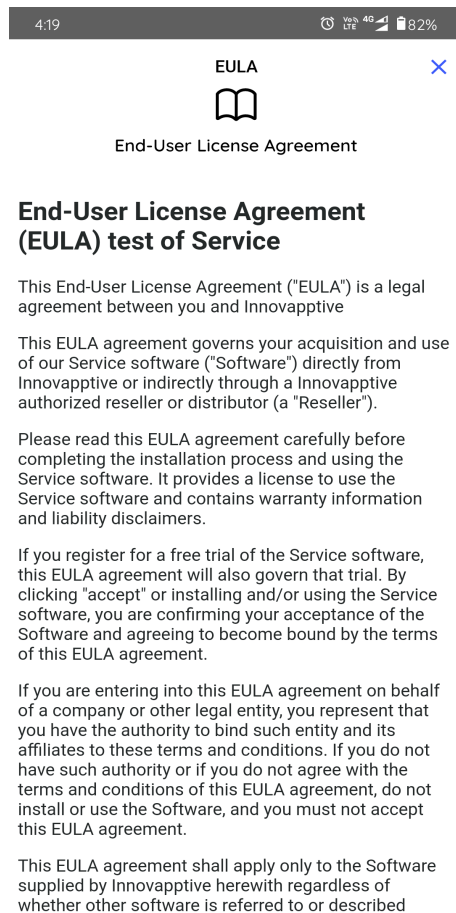 4:19
VoLTE 4G 82%
EULA
End-User License Agreement
End-User License Agreement
(EULA) test of Service
This End-User License Agreement ("EULA") is a legal
agreement between you and Innovapptive
This EULA agreement governs your acquisition and use
of our Service software ("Software") directly from
Innovapptive or indirectly through a Innovapptive
authorized reseller or distributor (a "Reseller").
Please read this EULA agreement carefully before
completing the installation process and using the
Service software. It provides a license to use the
Service software and contains warranty information
and liability disclaimers.
If you register for a free trial of the Service software,
this EULA agreement will also govern that trial. By
clicking "accept" or installing and/or using the Service
software, you are confirming your acceptance of the
Software and agreeing to become bound by the terms
of this EULA agreement.
If you are entering into this EULA agreement on behalf
of a company or other legal entity, you represent that
you have the authority to bind such entity and its
affiliates to these terms and conditions. If you do not
have such authority or if you do not agree with the
terms and conditions of this EULA agreement, do not
install or use the Software, and you must not accept
this EULA agreement.
This EULA agreement shall apply only to the Software
supplied by Innovapptive herewith regardless of
whether other software is referred to or described